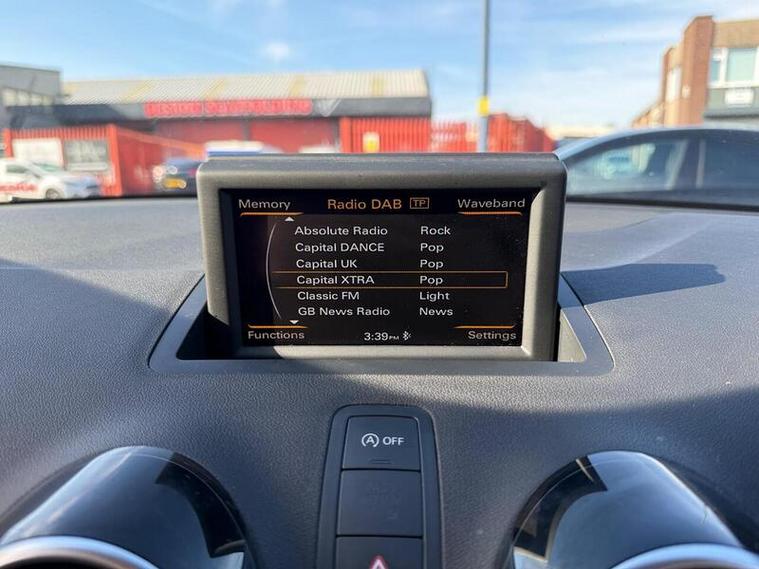 Memory Radio DAB TP Waveband
Absolute Radio Rock
Capital DANCE Pop
Capital UK Pop
Capital XTRA Pop
Classic FM Light
GB News Radio News
Functions 3:39PM Settings
A OFF